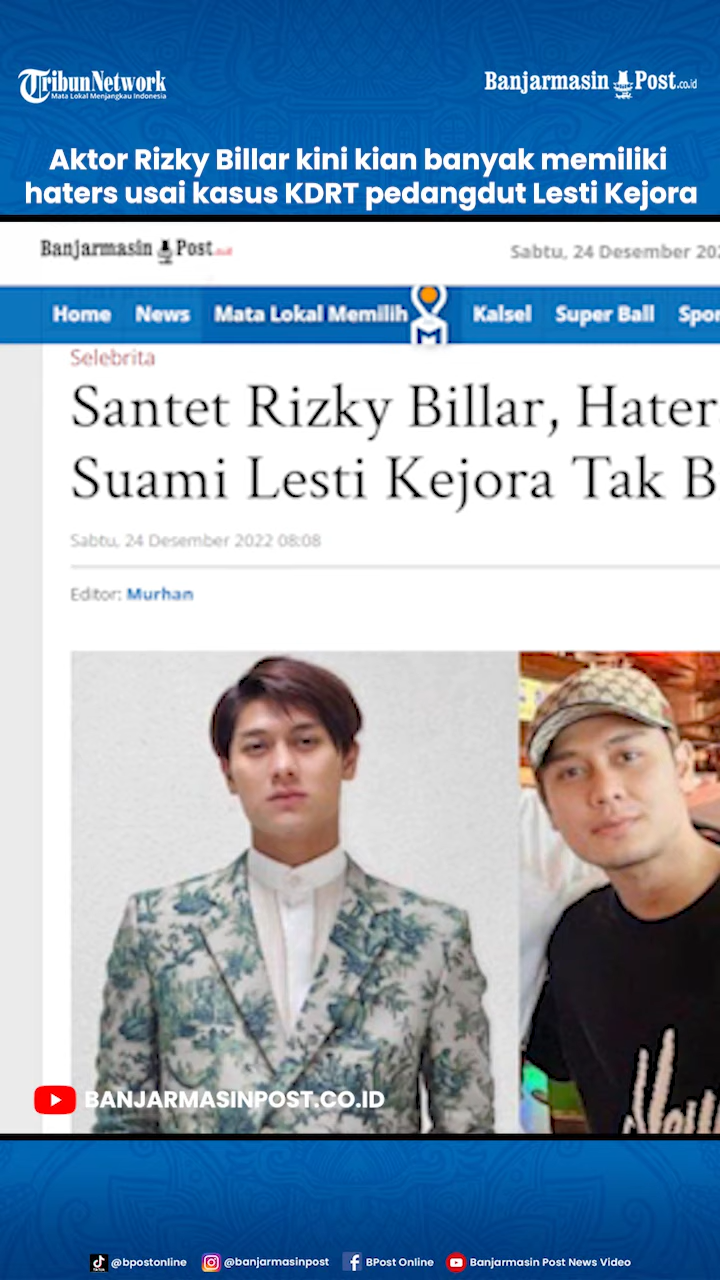 TribunNetwork
Mata Lokal Menjangkau Indonesia
Banjarmasin Post.co.id
Aktor Rizky Billar kini kian banyak memiliki
haters usai kasus KDRT pedangdut Lesti Kejora
Banjarmasin Post
Sabtu, 24 Desember 202
Home News Mata Lokal Memilih M Kalsel Super Ball Spor
Selebrita
Santet Rizky Billar, Hater
Suami Lesti Kejora Tak B
Sabtu, 24 Desember 2022 08:08
Editor: Murhan
BANJARMASINPOST.CO.ID
@bpostonline @banjarmasinpost BPost Online Banjarmasin Post News Video